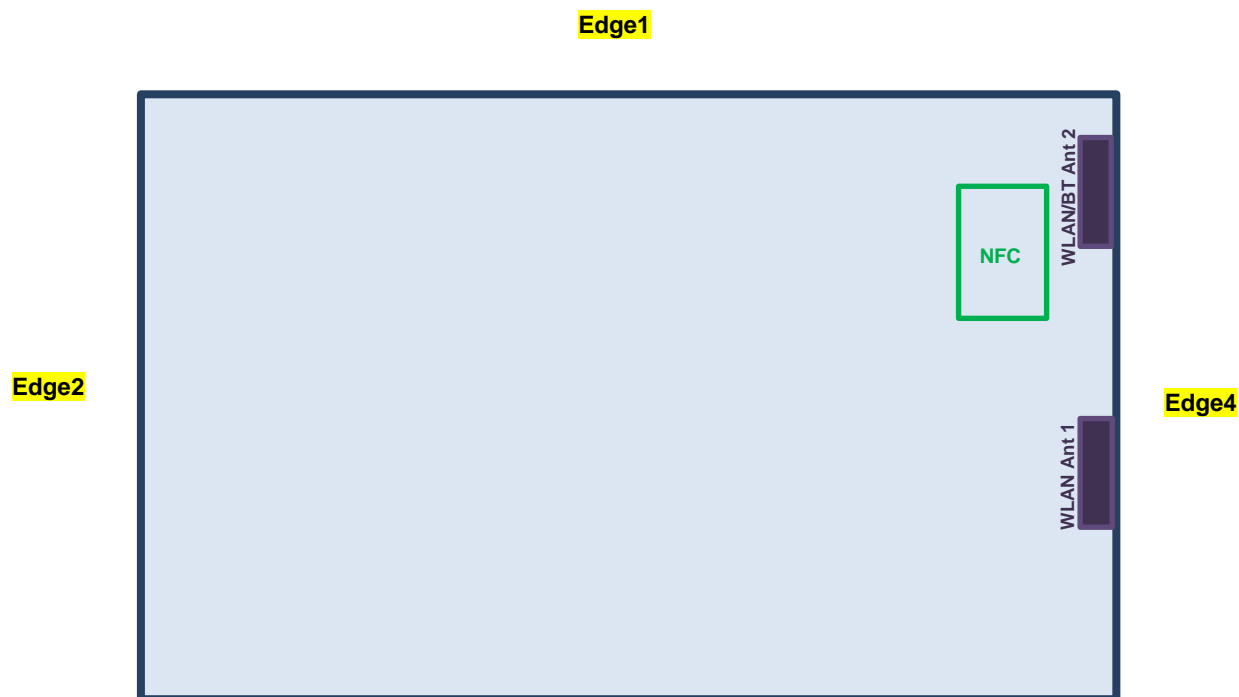 Edge1
WLAN/BT Ant 2
NFC
Edge2
Edge4
WLAN Ant 1